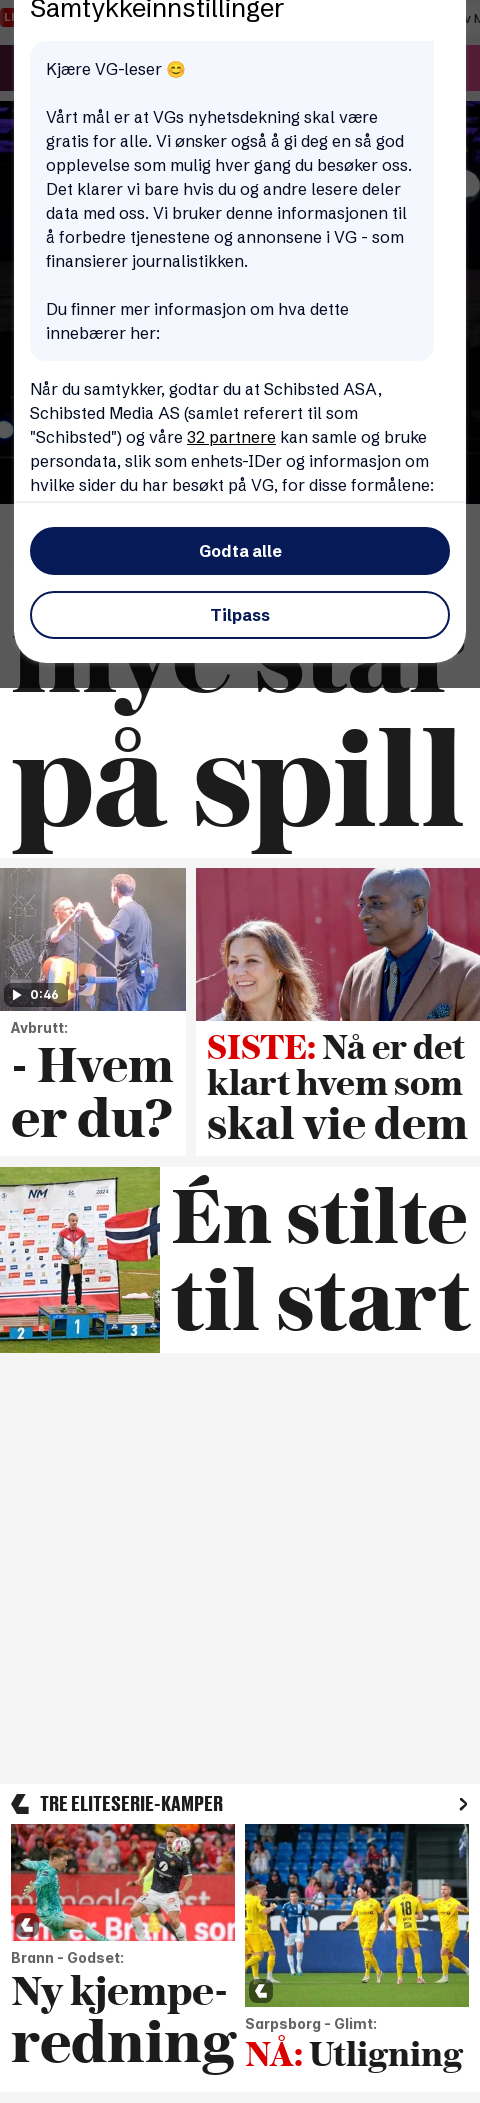 Samtykkeinnstillinger
Kjære VG-leser 😊
Vårt mål er at VGs nyhetsdekning skal være
gratis for alle. Vi ønsker også å gi deg en så god
opplevelse som mulig hver gang du besøker oss.
Det klarer vi bare hvis du og andre lesere deler
data med oss. Vi bruker denne informasjonen til
å forbedre tjenestene og annonsene i VG - som
finansierer journalistikken.
Du finner mer informasjon om hva dette
innebærer her:
Når du samtykker, godtar du at Schibsted ASA,
Schibsted Media AS (samlet referert til som
"Schibsted") og våre 32 partnere kan samle og bruke
persondata, slik som enhets-IDer og informasjon om
hvilke sider du har besøkt på VG, for disse formålene:
Godta alle
Tilpass
mye står
på spill
0:46
Avbrutt:
- Hvem
er du?
SISTE: Nå er det
klart hvem som
skal vie dem
NM
2024
2 1 3
Én stilte
til start
TRE ELITESERIE-KAMPER
Brann - Godset:
Ny kjempe-
redning
18
Sarpsborg - Glimt:
NÅ: Utligning